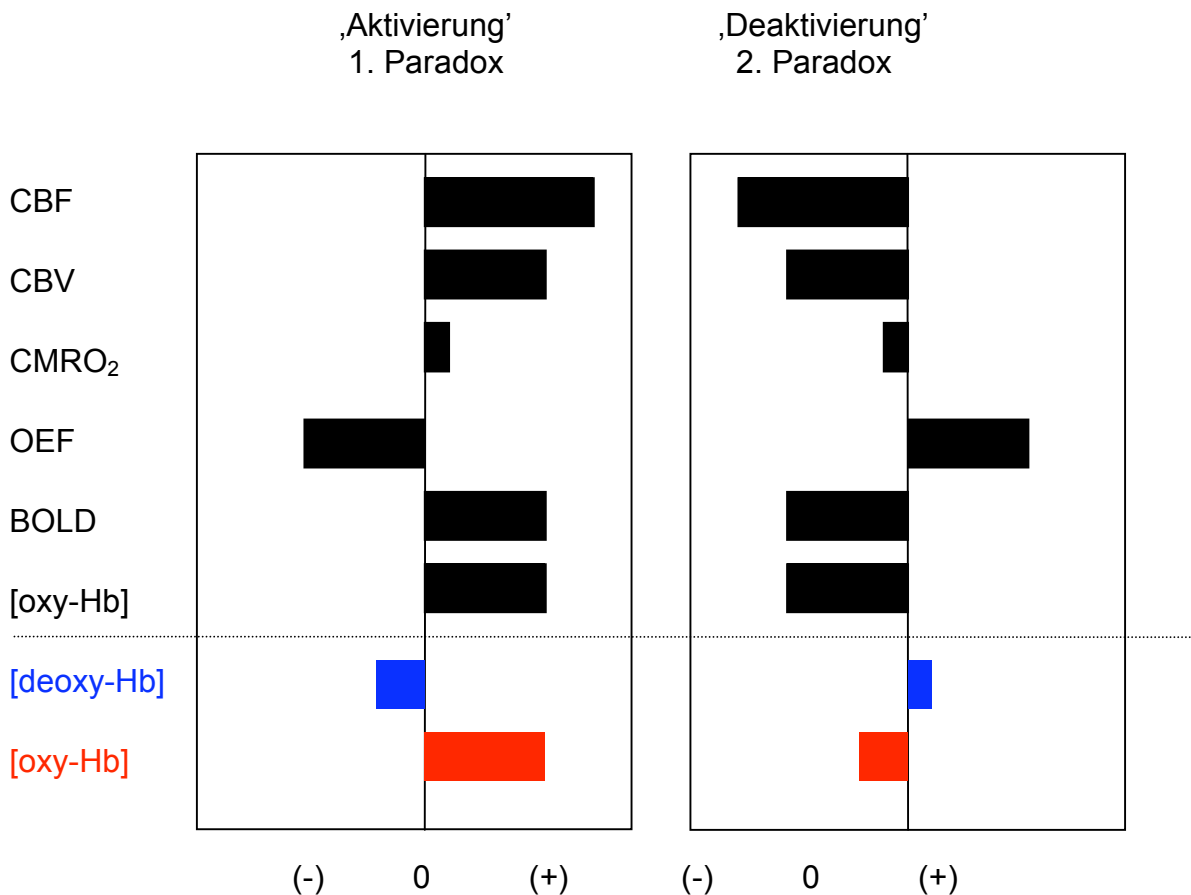 ‚Aktivierung’
1. Paradox
‚Deaktivierung’
2. Paradox
CBF
CBV
CMRO₂
OEF
BOLD
[oxy-Hb]
[deoxy-Hb]
[oxy-Hb]
(-) 0 (+) (-) 0 (+)